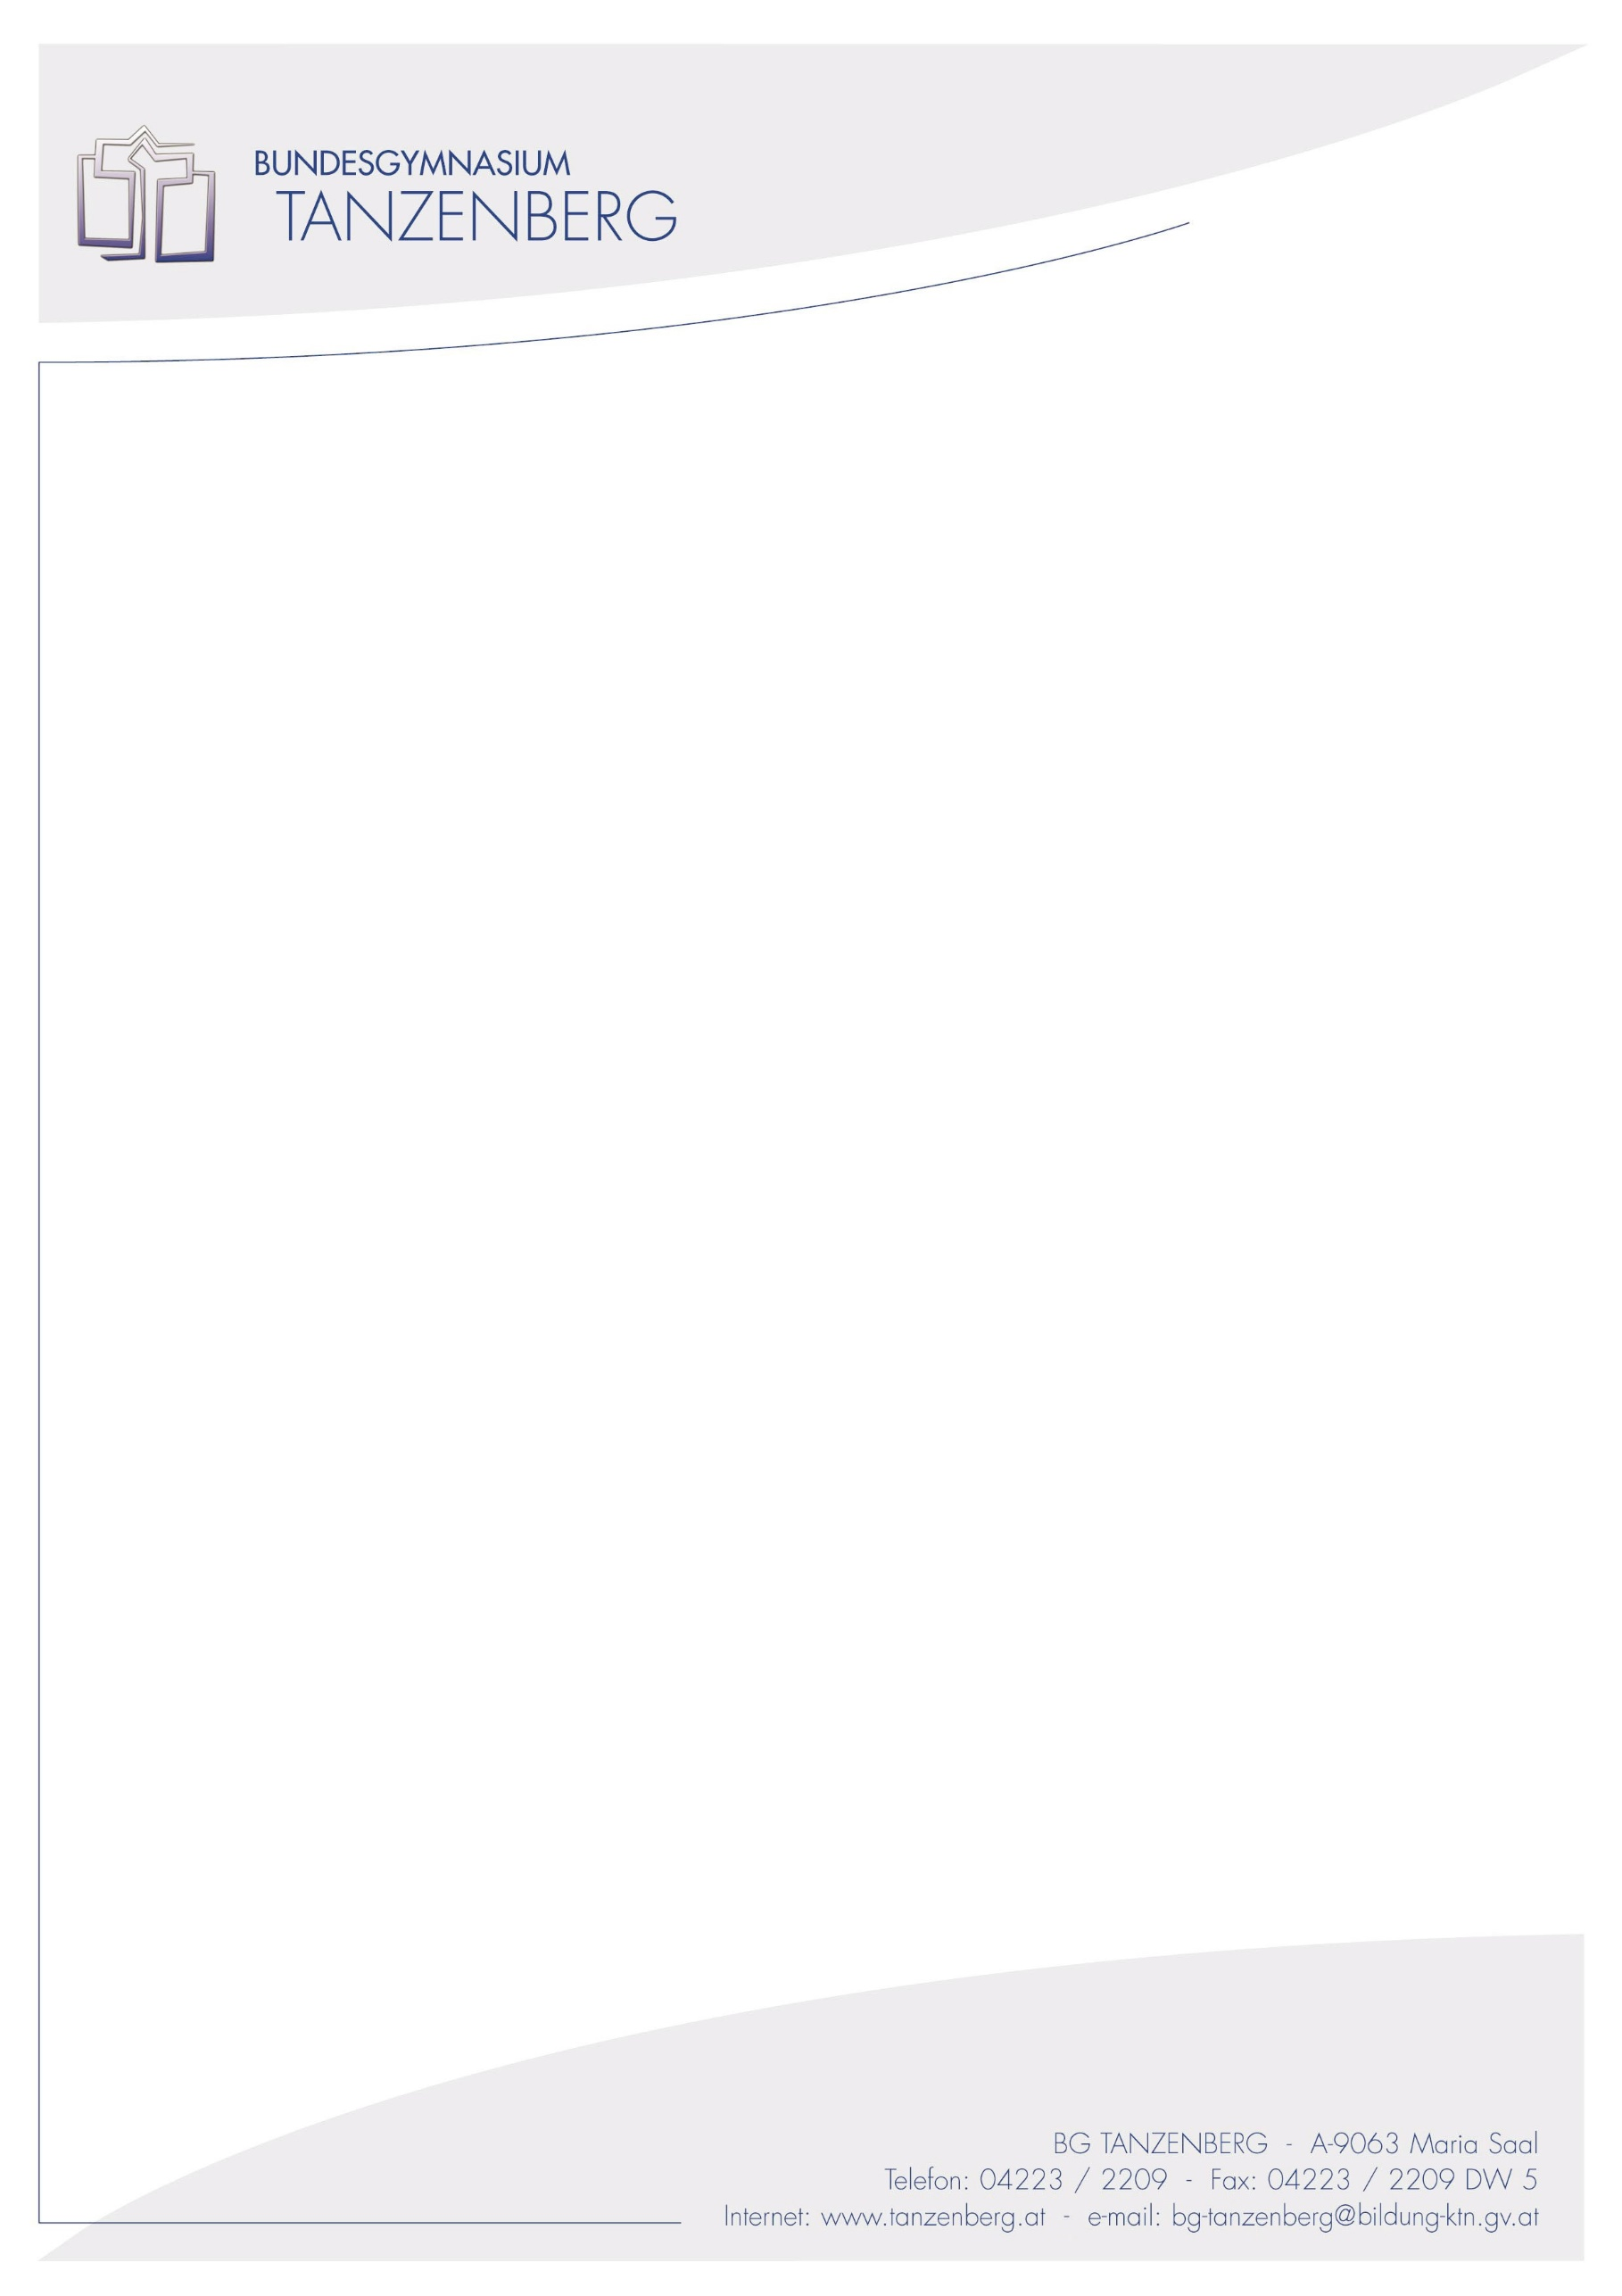 BUNDESGYMNASIUM
TANZENBERG
BG TANZENBERG - A-9063 Maria Saal
Telefon: 04223 / 2209 - Fax: 04223 / 2209 DW 5
Internet: www.tanzenberg.at - e-mail: bg-tanzenberg@bildung-ktn.gv.at